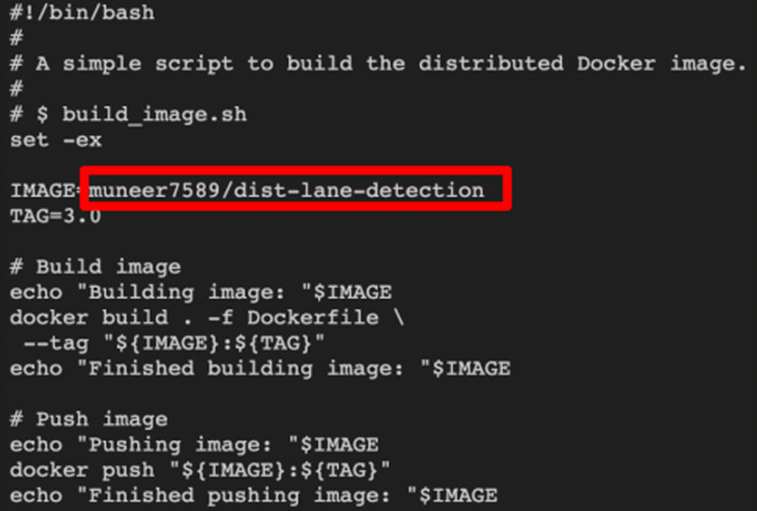 #!/bin/bash
#
# A simple script to build the distributed Docker image.
#
# $ build_image.sh
set -ex
IMAGE=muneer7589/dist-lane-detection
TAG=3.0
# Build image
echo "Building image: "$IMAGE
docker build . -f Dockerfile \
--tag "${IMAGE}:${TAG}"
echo "Finished building image: "$IMAGE
# Push image
echo "Pushing image: "$IMAGE
docker push "${IMAGE}:${TAG}"
echo "Finished pushing image: "$IMAGE